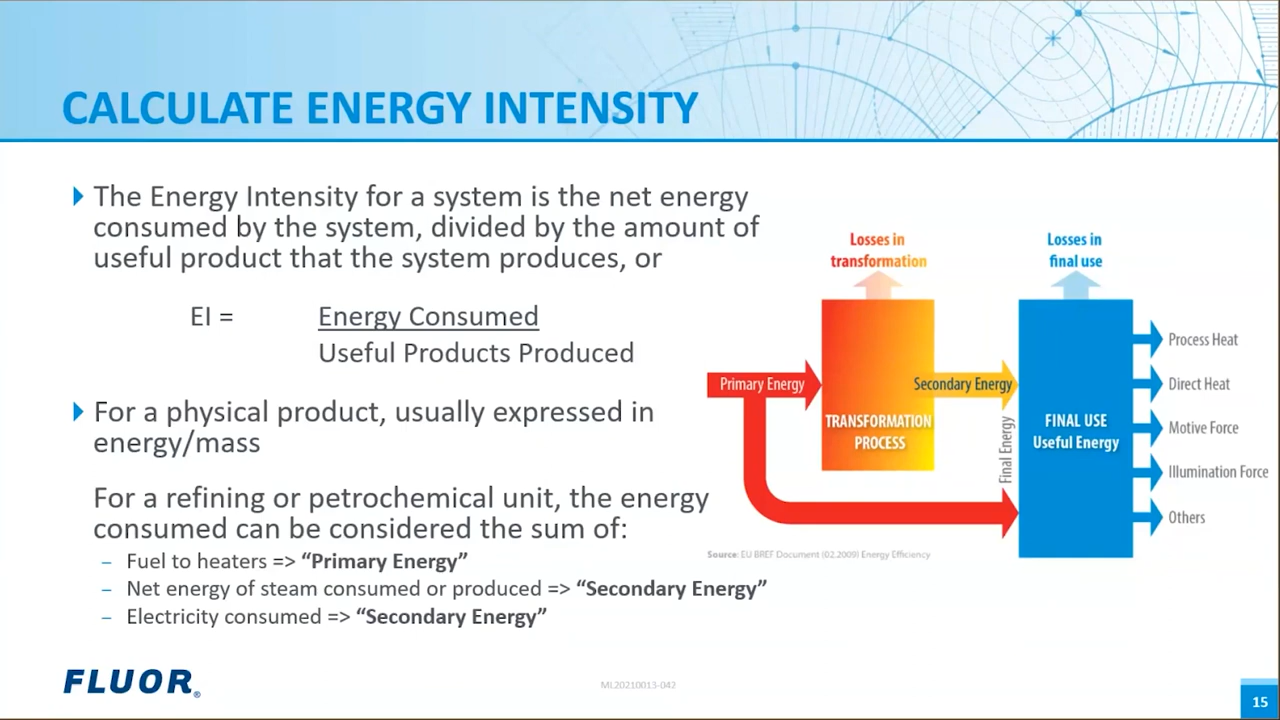 CALCULATE ENERGY INTENSITY
The Energy Intensity for a system is the net energy
consumed by the system, divided by the amount of
useful product that the system produces, or
EI = Energy Consumed
Useful Products Produced
For a physical product, usually expressed in
energy/mass
For a refining or petrochemical unit, the energy
consumed can be considered the sum of:
– Fuel to heaters => “Primary Energy”
– Net energy of steam consumed or produced => “Secondary Energy”
– Electricity consumed => “Secondary Energy”
Losses in
transformation
Losses in
final use
Primary Energy
TRANSFORMATION
PROCESS
Secondary Energy
Final Energy
FINAL USE
Useful Energy
Process Heat
Direct Heat
Motive Force
Illumination Force
Others
Source: EU BREF Document (02.2009) Energy Efficiency
FLUOR®
ML20210013-042
15